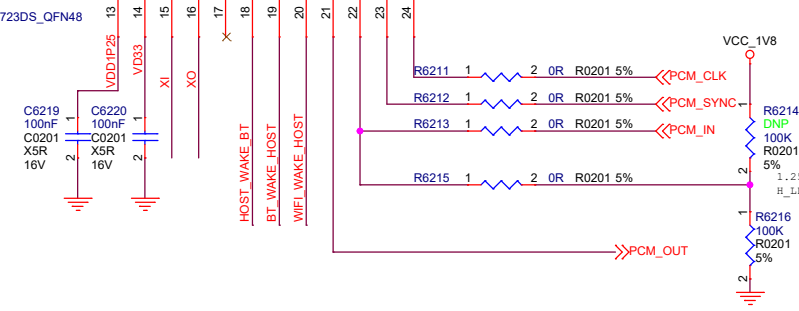 723DS_QFN48
13
14
15
16
17
18
19
20
21
22
23
24
VDD1P25
VD33
XI
XO
HOST_WAKE_BT
BT_WAKE_HOST
WIFI_WAKE_HOST
VCC_1V8
R6211 1 2 0R R0201 5% PCM_CLK
R6212 1 2 0R R0201 5% PCM_SYNC
R6213 1 2 0R R0201 5% PCM_IN
R6215 1 2 0R R0201 5%
PCM_OUT
C6219
100nF
C0201
X5R
16V
1
2
C6220
100nF
C0201
X5R
16V
1
2
1
R6214
DNP
100K
R0201
5%
2
1
R6216
100K
R0201
5%
2